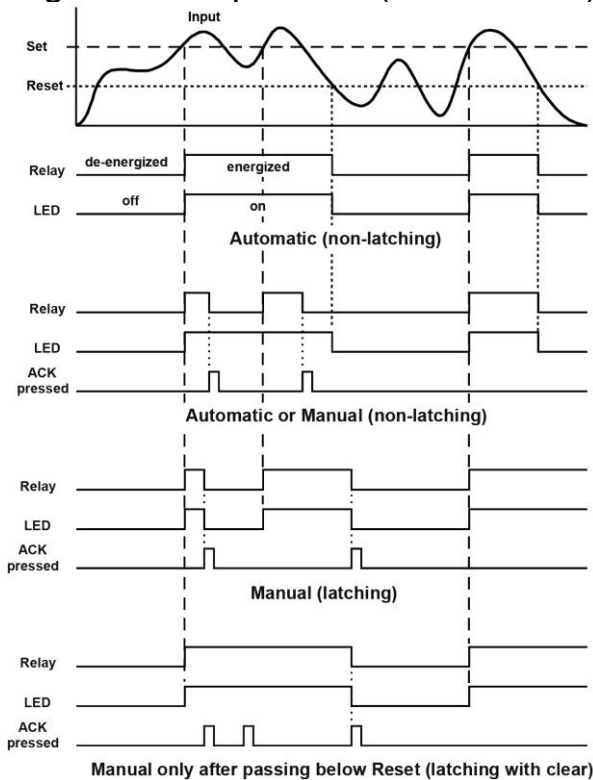 Input
Set
Reset
de-energized
energized
Relay
off
on
LED
Automatic (non-latching)
Relay
LED
ACK
pressed
Automatic or Manual (non-latching)
Relay
LED
ACK
pressed
Manual (latching)
Relay
LED
ACK
pressed
Manual only after passing below Reset (latching with clear)